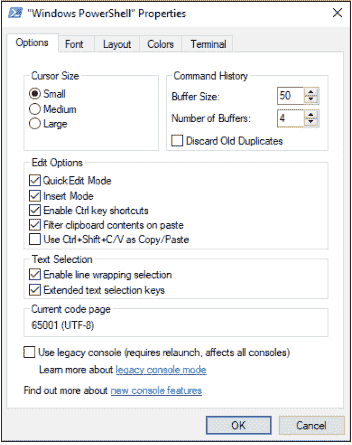 "Windows PowerShell" Properties
Options Font Layout Colors Terminal
Cursor Size
Small
Medium
Large
Command History
Buffer Size: 50
Number of Buffers: 4
Discard Old Duplicates
Edit Options
QuickEdit Mode
Insert Mode
Enable Ctrl key shortcuts
Filter clipboard contents on paste
Use Ctrl+Shift+C/V as Copy/Paste
Text Selection
Enable line wrapping selection
Extended text selection keys
Current code page
65001 (UTF-8)
Use legacy console (requires relaunch, affects all consoles)
Learn more about legacy console mode
Find out more about new console features
OK Cancel